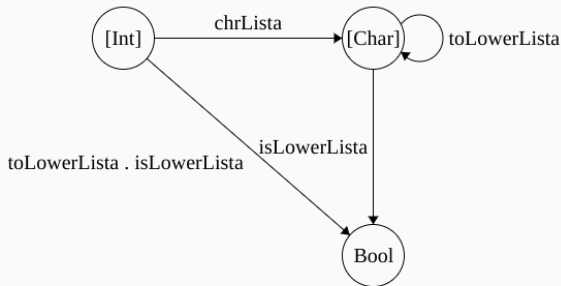 chrLista
[Int]
[Char]
toLowerLista
isLowerLista
toLowerLista . isLowerLista
Bool